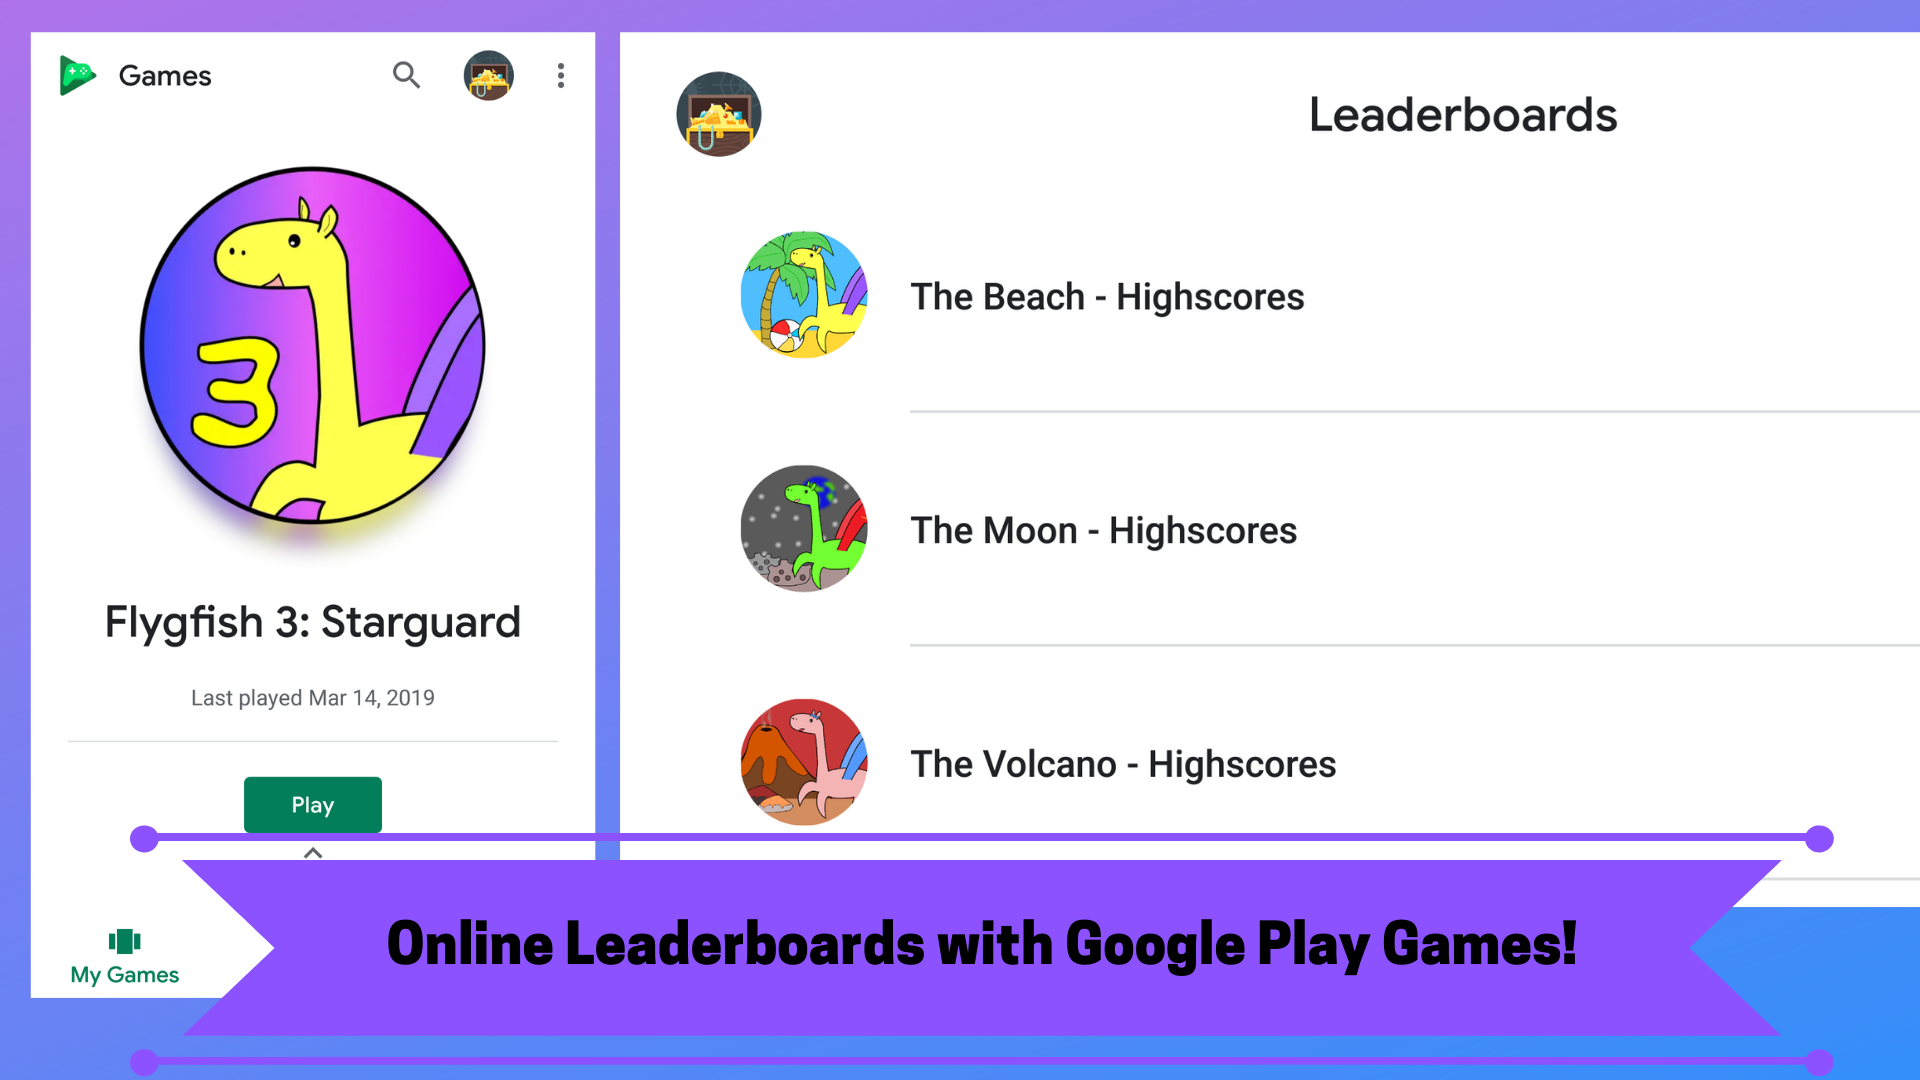 Games
3
Flygfish 3: Starguard
Last played Mar 14, 2019
Play
My Games
Leaderboards
The Beach - Highscores
The Moon - Highscores
The Volcano - Highscores
Online Leaderboards with Google Play Games!